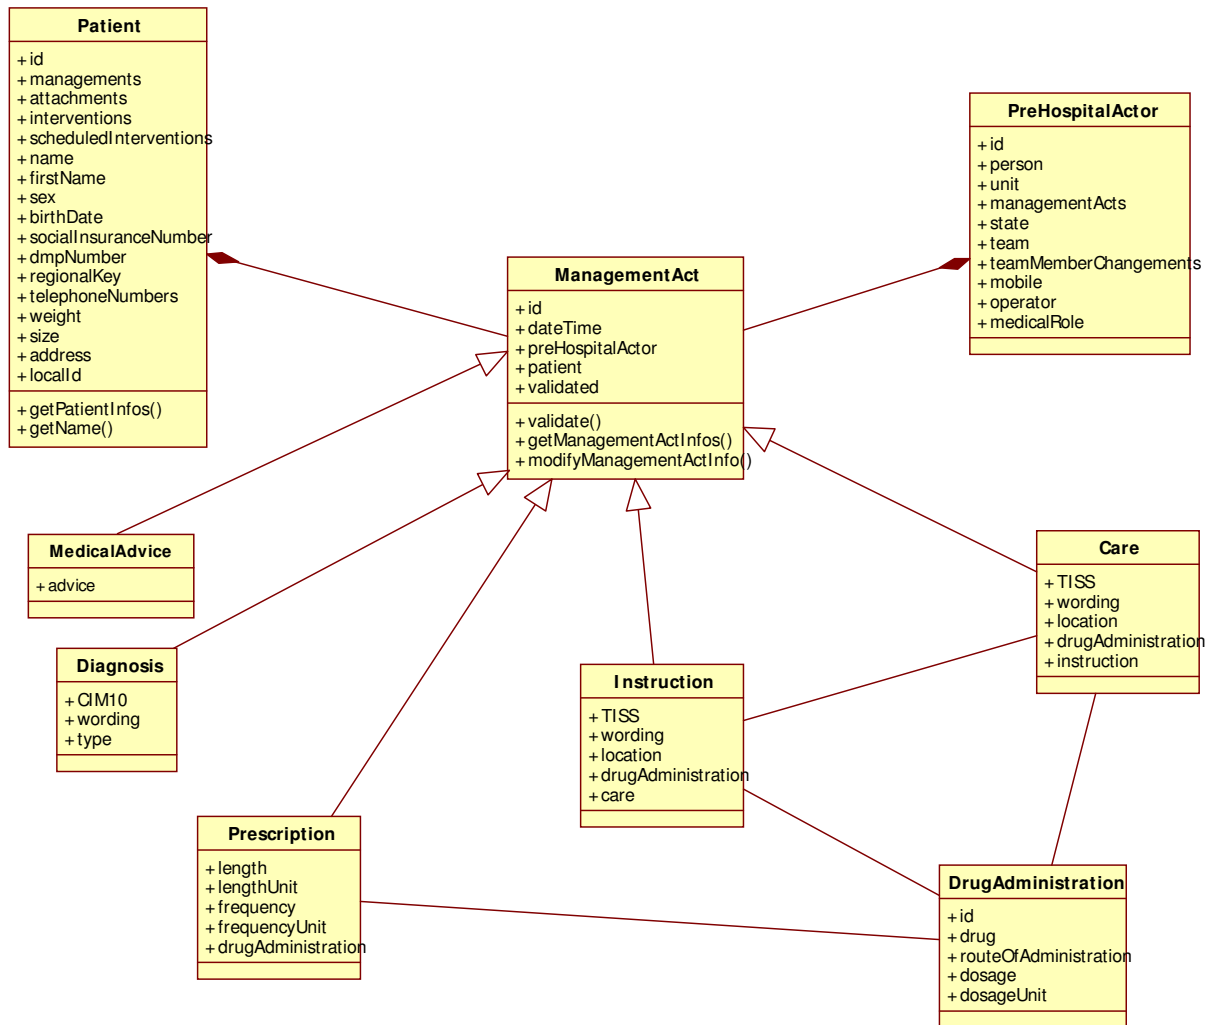 Patient
+id
+managements
+attachments
+interventions
+scheduledInterventions
+name
+firstName
+sex
+birthDate
+socialInsuranceNumber
+dmpNumber
+regionalKey
+telephoneNumbers
+weight
+size
+address
+localId
+getPatientInfos()
+getName()
PreHospitalActor
+id
+person
+unit
+managementActs
+state
+team
+teamMemberChangements
+mobile
+operator
+medicalRole
ManagementAct
+id
+dateTime
+preHospitalActor
+patient
+validated
+validate()
+getManagementActInfos()
+modifyManagementActInfo()
MedicalAdvice
+advice
Care
+TISS
+wording
+location
+drugAdministration
+instruction
Diagnosis
+CIM10
+wording
+type
Instruction
+TISS
+wording
+location
+drugAdministration
+care
Prescription
+length
+lengthUnit
+frequency
+frequencyUnit
+drugAdministration
DrugAdministration
+id
+drug
+routeOfAdministration
+dosage
+dosageUnit